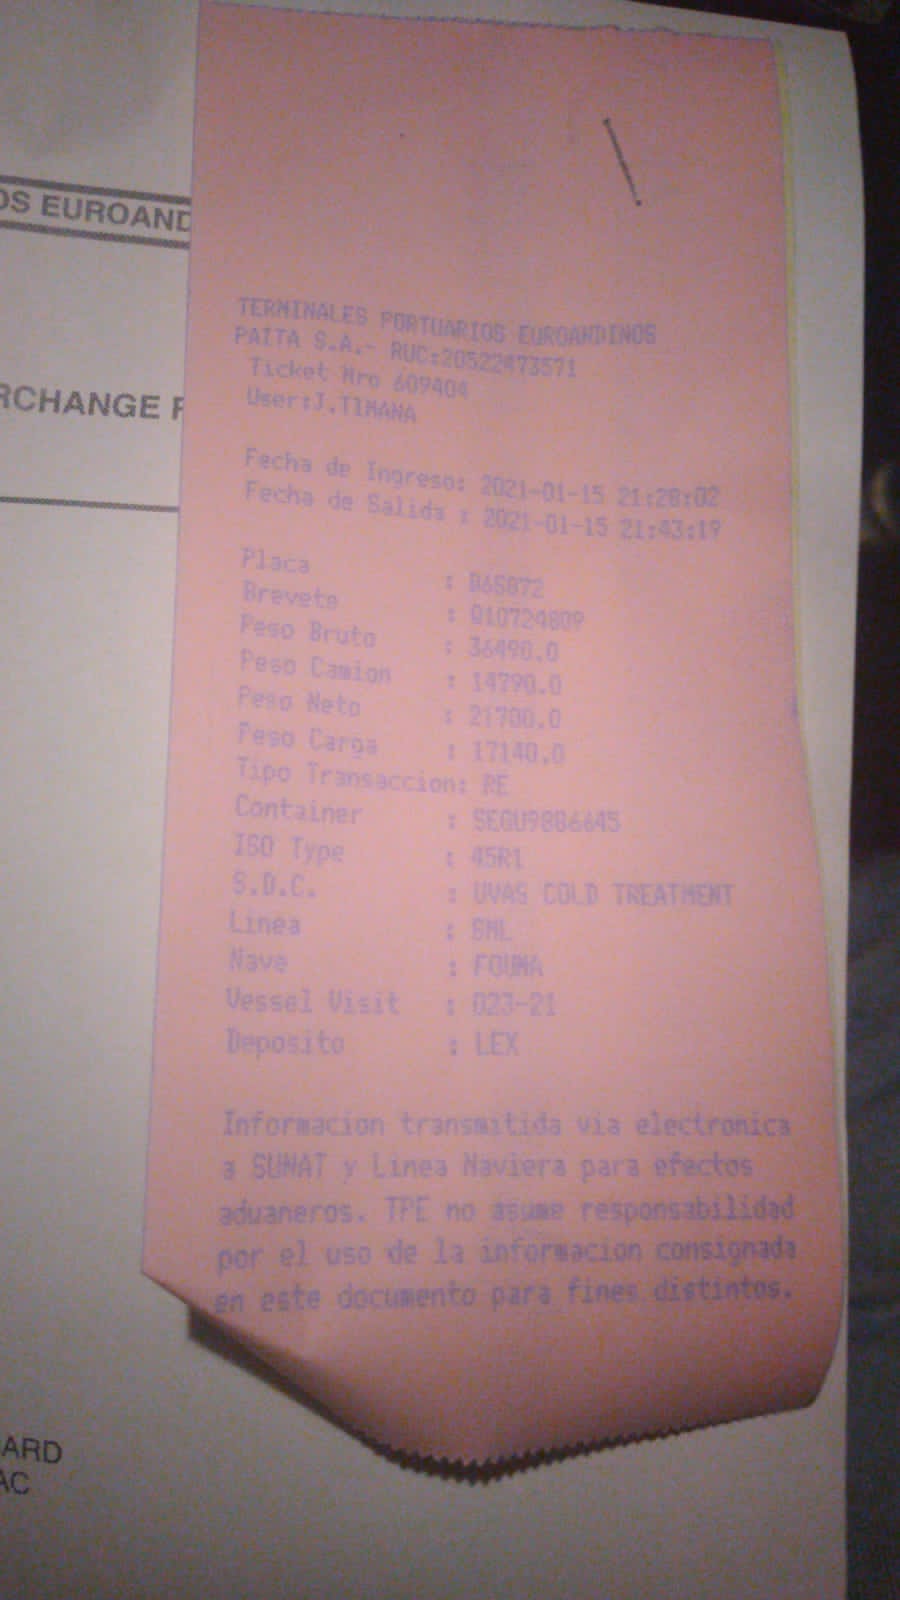 OS EUROAND
RCHANGE
TERMINALES PORTUARIOS EUROANDINOS
PAITA S.A.- RUC:20522473571
Ticket Nro 609404
User:J.TIMANA
Fecha de Ingreso: 2021-01-15 21:28:02
Fecha de Salida : 2021-01-15 21:43:19
Placa :
Brevete : Q10724809
Peso Bruto : 36490.0
Peso Camion : 14790.0
Peso Neto : 21700.0
Peso Carga : 17140.0
Tipo Transaccion: RE
Container : SEGU9886645
ISO Type : 45R1
S.D.C. : UVAS COLD TREATMENT
Linea : SML
Nave : FOUMA
Vessel Visit : 023-21
Deposito : LEX
Informacion transmitida via electronica
a SUNAT y Linea Naviera para efectos
aduaneros. TPE no asume responsabilidad
por el uso de la informacion consignada
en este documento para fines distintos.
ARD
AC